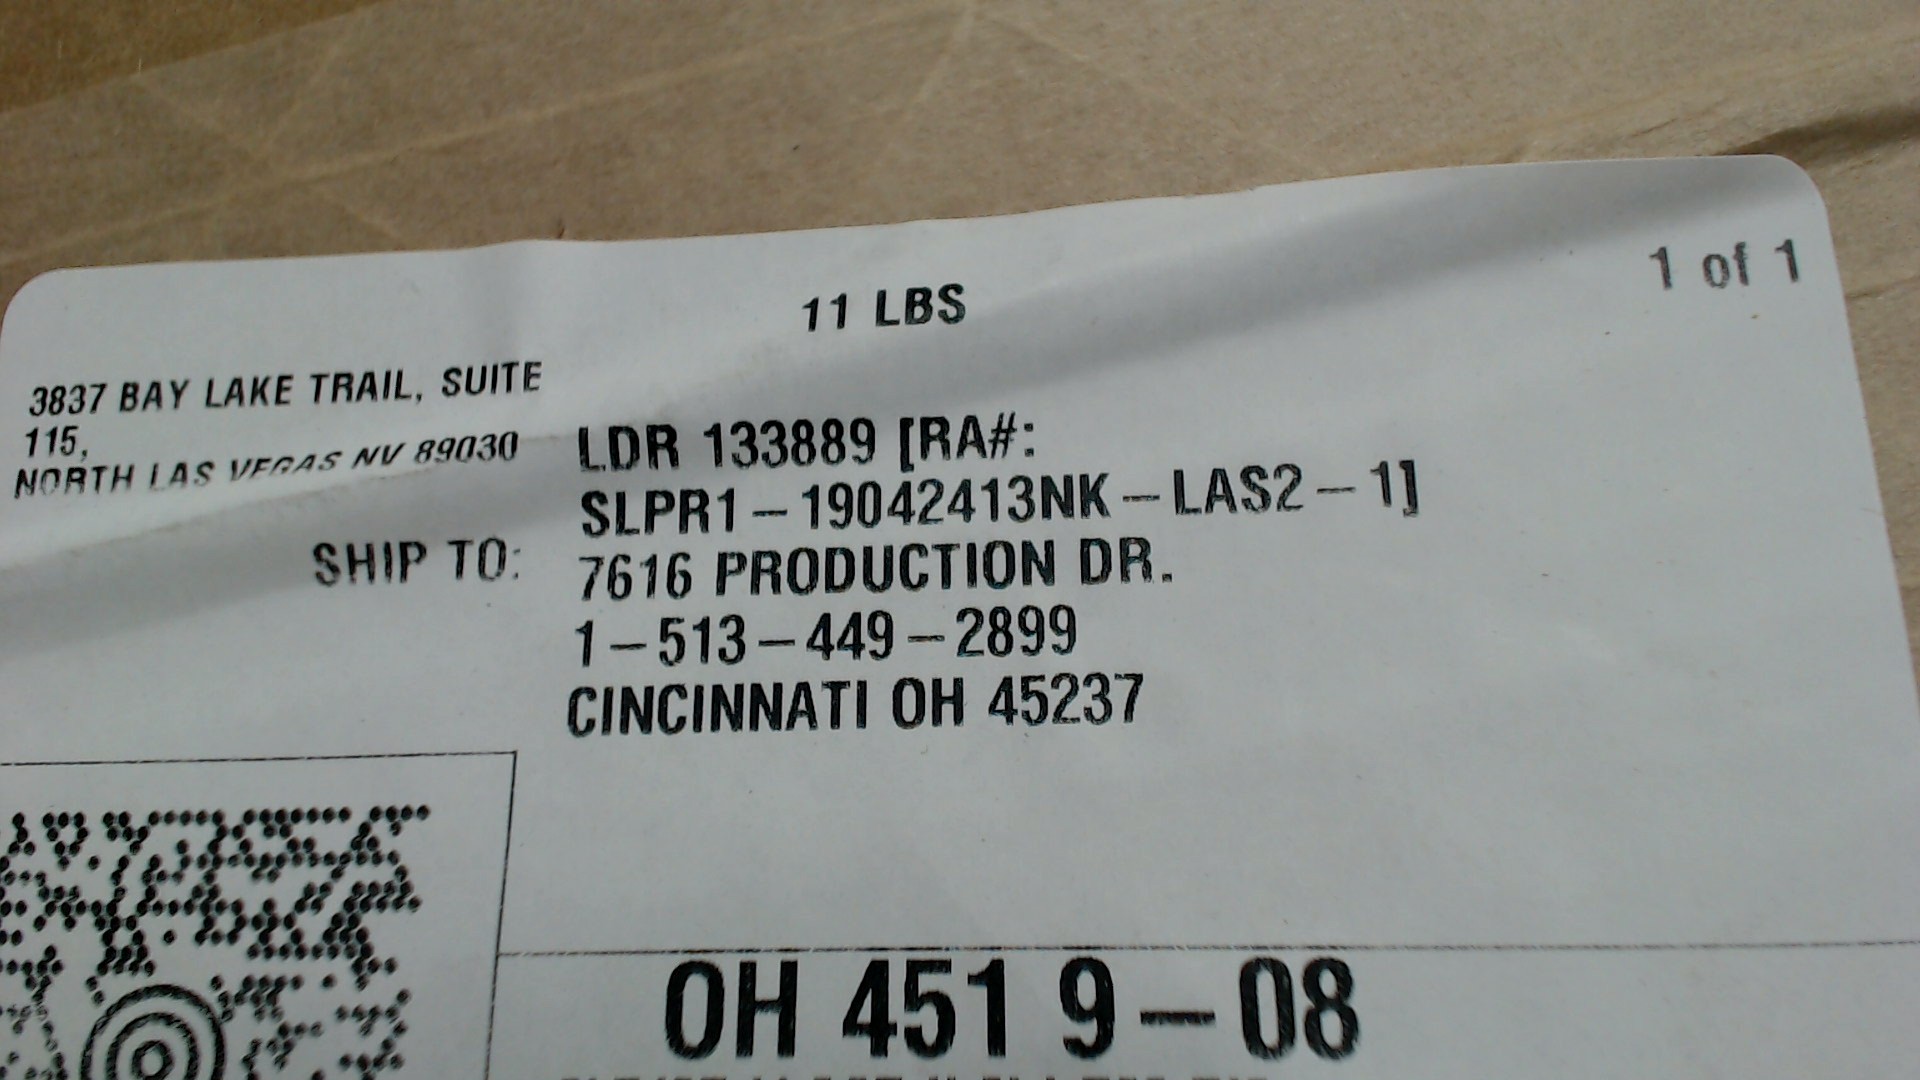 11 LBS
1 of 1
3837 BAY LAKE TRAIL, SUITE
115,
NORTH LAS VEGAS NV 89030
SHIP TO:
LDR 133889 [RA#:
SLPR1-19042413NK-LAS2-1]
7616 PRODUCTION DR.
1-513-449-2899
CINCINNATI OH 45237
OH 451 9-08